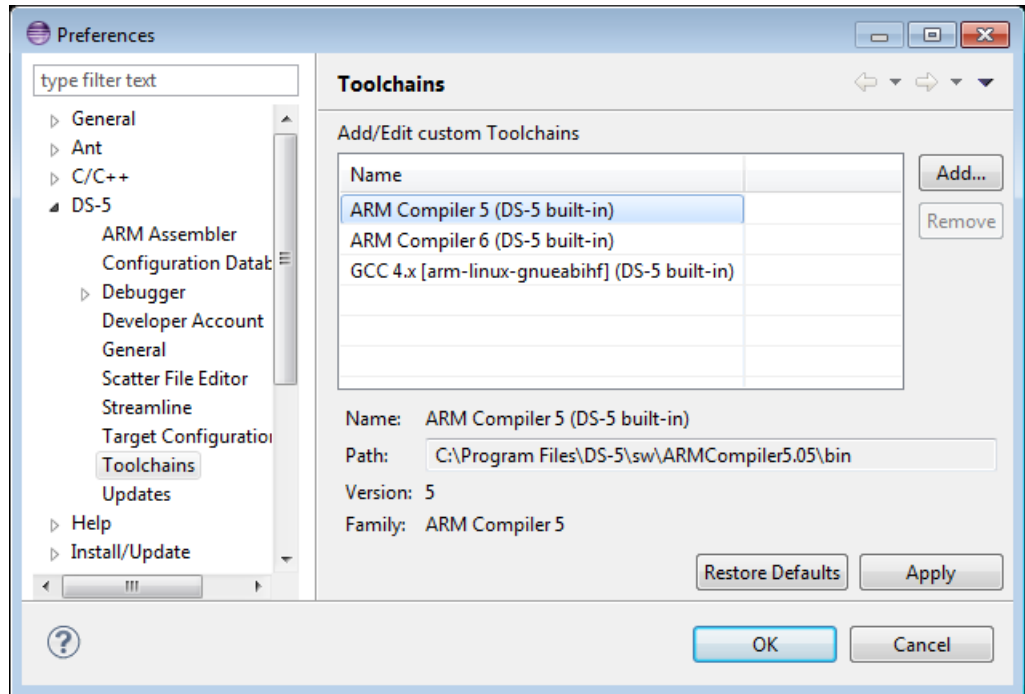 Preferences
type filter text
General
Ant
C/C++
DS-5
ARM Assembler
Configuration Datab
Debugger
Developer Account
General
Scatter File Editor
Streamline
Target Configuration
Toolchains
Updates
Help
Install/Update
Toolchains
Add/Edit custom Toolchains
Name
ARM Compiler 5 (DS-5 built-in)
ARM Compiler 6 (DS-5 built-in)
GCC 4.x [arm-linux-gnueabihf] (DS-5 built-in)
Add...
Remove
Name: ARM Compiler 5 (DS-5 built-in)
Path: C:\Program Files\DS-5\sw\ARMCompiler5.05\bin
Version: 5
Family: ARM Compiler 5
Restore Defaults Apply
? OK Cancel